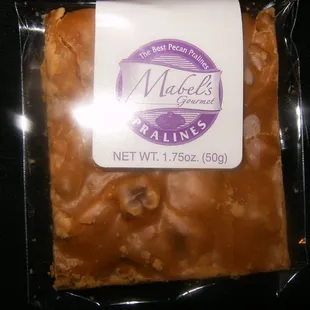 The Best Pecan Pralines
Mabel's
Gourmet
PRALINES
NET WT. 1.75oz. (50g)